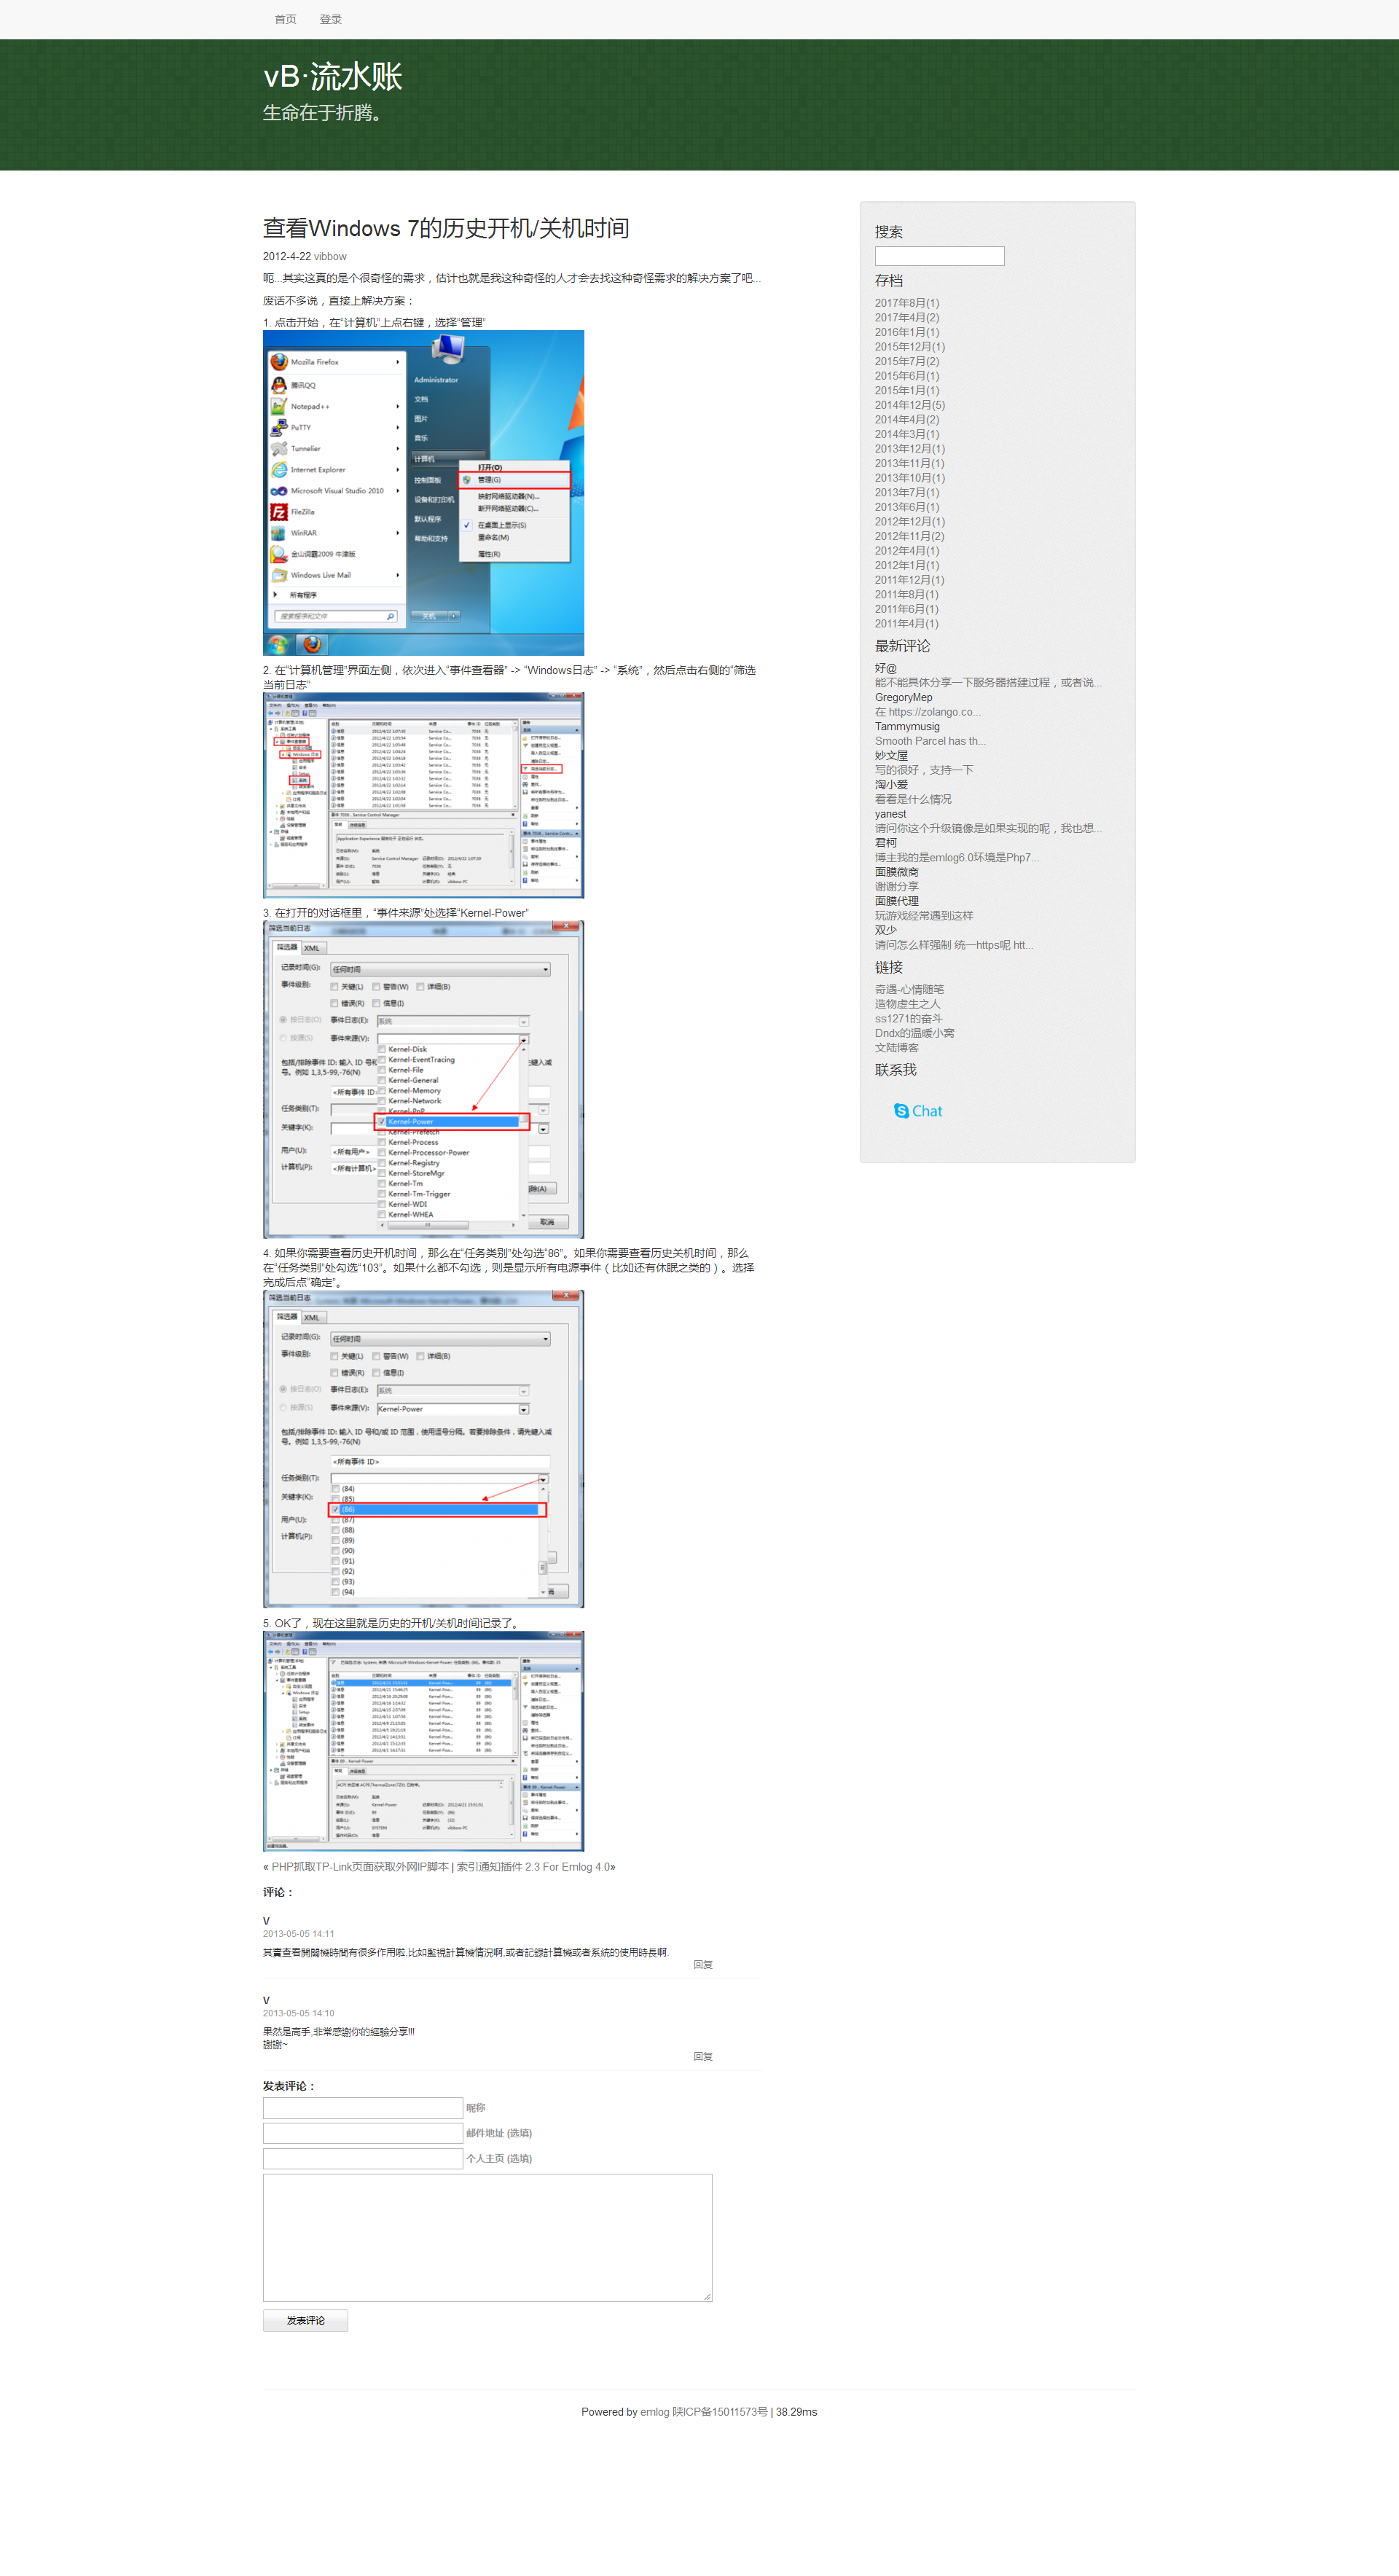 首页 登录
vB·流水账
生命在于折腾。
查看Windows 7的历史开机/关机时间
2012-4-22 vibbow
呃...其实这真的是个很奇怪的需求，估计也就是我这种奇怪的人才会去找这种奇怪需求的解决方案了吧...
废话不多说，直接上解决方案：
1. 点击开始，在“计算机”上点右键，选择“管理”
Mozilla Firefox
腾讯QQ
Notepad++
PuTTY
Tunnelier
Internet Explorer
Microsoft Visual Studio 2010
FileZilla
WinRAR
金山词霸2009 牛津版
Windows Live Mail
所有程序
搜索程序和文件
Administrator
文档
图片
音乐
计算机
控制面板
设备和打印机
默认程序
帮助和支持
关机
打开(O)
管理(G)
映射网络驱动器(N)...
断开网络驱动器(C)...
在桌面上显示(S)
重命名(M)
属性(R)
2. 在“计算机管理”界面左侧，依次进入“事件查看器” -> “Windows日志” -> “系统”，然后点击右侧的“筛选
当前日志”
3. 在打开的对话框里，“事件来源”处选择“Kernel-Power”
筛选当前日志
筛选器 XML
记录时间(G): 任何时间
事件级别: 关键(L) 警告(W) 详细(B)
错误(R) 信息(I)
按日志(O) 事件日志(E): 系统
按源(S) 事件来源(V):
Kernel-Disk
Kernel-EventTracing
Kernel-File
Kernel-General
Kernel-Memory
Kernel-Network
Kernel-PnP
Kernel-Power
Kernel-Prefetch
Kernel-Process
Kernel-Processor-Power
Kernel-Registry
Kernel-StoreMgr
Kernel-Tm
Kernel-Tm-Trigger
Kernel-WDI
Kernel-WHEA
包括/排除事件 ID: 输入 ID 号和
号。例如 1,3,5-99,-76(N)
<所有事件 ID>
任务类别(T):
关键字(K):
用户(U): <所有用户>
计算机(P): <所有计算机>
取消
4. 如果你需要查看历史开机时间，那么在“任务类别”处勾选“86”。如果你需要查看历史关机时间，那么
在“任务类别”处勾选“103”。如果什么都不勾选，则是显示所有电源事件（比如还有休眠之类的）。选择
完成后点“确定”。
筛选当前日志
筛选器 XML
记录时间(G): 任何时间
事件级别: 关键(L) 警告(W) 详细(B)
错误(R) 信息(I)
按日志(O) 事件日志(E): 系统
按源(S) 事件来源(V): Kernel-Power
包括/排除事件 ID: 输入 ID 号和/或 ID 范围，使用逗号分隔。若要排除条件，请先键入减
号。例如 1,3,5-99,-76(N)
<所有事件 ID>
任务类别(T):
关键字(K):
用户(U):
计算机(P):
(84)
(85)
(86)
(87)
(88)
(89)
(90)
(91)
(92)
(93)
(94)
5. OK了，现在这里就是历史的开机/关机时间记录了。
« PHP抓取TP-Link页面获取外网IP脚本 | 索引通知插件 2.3 For Emlog 4.0»
评论：
V
2013-05-05 14:11
其實查看開關機時間有很多作用啦,比如監視計算機情況啊,或者記錄計算機或者系統的使用時長啊.
回复
V
2013-05-05 14:10
果然是高手,非常感謝你的經驗分享!!!
謝謝~
回复
发表评论：
昵称
邮件地址 (选填)
个人主页 (选填)
发表评论
搜索
存档
2017年8月(1)
2017年4月(2)
2016年1月(1)
2015年12月(1)
2015年7月(2)
2015年6月(1)
2015年1月(1)
2014年12月(5)
2014年4月(2)
2014年3月(1)
2013年12月(1)
2013年11月(1)
2013年10月(1)
2013年7月(1)
2013年6月(1)
2012年12月(1)
2012年11月(2)
2012年4月(1)
2012年1月(1)
2011年12月(1)
2011年8月(1)
2011年6月(1)
2011年4月(1)
最新评论
好@
能不能具体分享一下服务器搭建过程，或者说...
GregoryMep
在 https://zolango.co...
Tammymusig
Smooth Parcel has th...
妙文屋
写的很好，支持一下
淘小爱
看看是什么情况
yanest
请问你这个升级镜像是如果实现的呢，我也想...
君柯
博主我的是emlog6.0环境是Php7...
面膜微商
谢谢分享
面膜代理
玩游戏经常遇到这样
双少
请问怎么样强制 统一https呢 htt...
链接
奇遇-心情随笔
造物虚生之人
ss1271的奋斗
Dndx的温暖小窝
文陆博客
联系我
Chat
Powered by emlog 陕ICP备15011573号 | 38.29ms